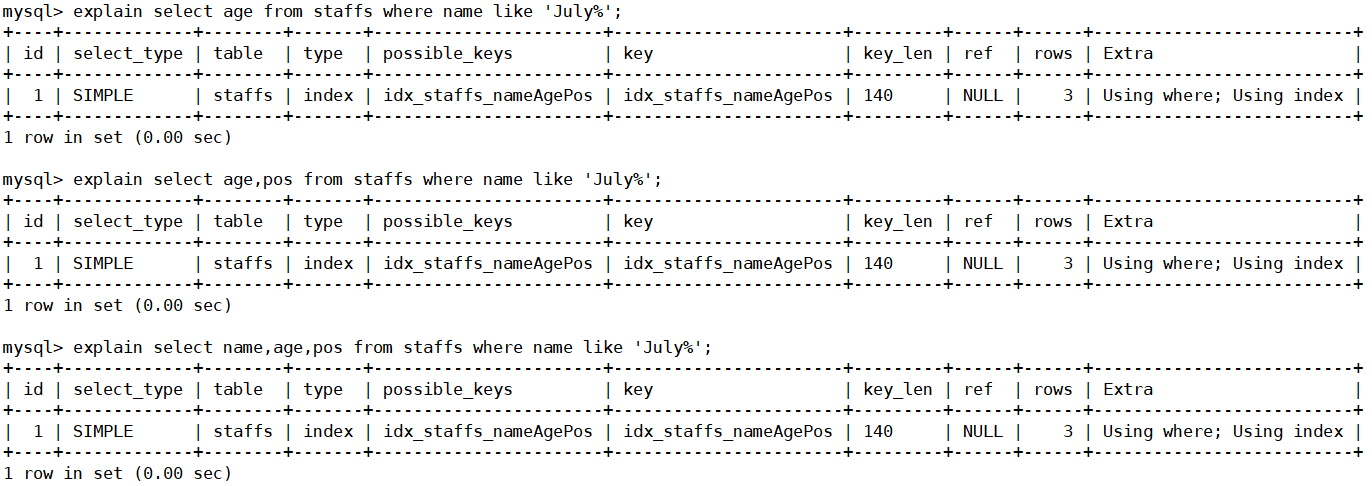 mysql> explain select age from staffs where name like 'July%';
+----+-------------+--------+-------+-----------------------+-----------------------+---------+------+------+--------------------------+
| id | select_type | table  | type  | possible_keys         | key                   | key_len | ref  | rows | Extra                    |
+----+-------------+--------+-------+-----------------------+-----------------------+---------+------+------+--------------------------+
|  1 | SIMPLE      | staffs | index | idx_staffs_nameAgePos | idx_staffs_nameAgePos | 140     | NULL |    3 | Using where; Using index |
+----+-------------+--------+-------+-----------------------+-----------------------+---------+------+------+--------------------------+
1 row in set (0.00 sec)

mysql> explain select age,pos from staffs where name like 'July%';
+----+-------------+--------+-------+-----------------------+-----------------------+---------+------+------+--------------------------+
| id | select_type | table  | type  | possible_keys         | key                   | key_len | ref  | rows | Extra                    |
+----+-------------+--------+-------+-----------------------+-----------------------+---------+------+------+--------------------------+
|  1 | SIMPLE      | staffs | index | idx_staffs_nameAgePos | idx_staffs_nameAgePos | 140     | NULL |    3 | Using where; Using index |
+----+-------------+--------+-------+-----------------------+-----------------------+---------+------+------+--------------------------+
1 row in set (0.00 sec)

mysql> explain select name,age,pos from staffs where name like 'July%';
+----+-------------+--------+-------+-----------------------+-----------------------+---------+------+------+--------------------------+
| id | select_type | table  | type  | possible_keys         | key                   | key_len | ref  | rows | Extra                    |
+----+-------------+--------+-------+-----------------------+-----------------------+---------+------+------+--------------------------+
|  1 | SIMPLE      | staffs | index | idx_staffs_nameAgePos | idx_staffs_nameAgePos | 140     | NULL |    3 | Using where; Using index |
+----+-------------+--------+-------+-----------------------+-----------------------+---------+------+------+--------------------------+
1 row in set (0.00 sec)